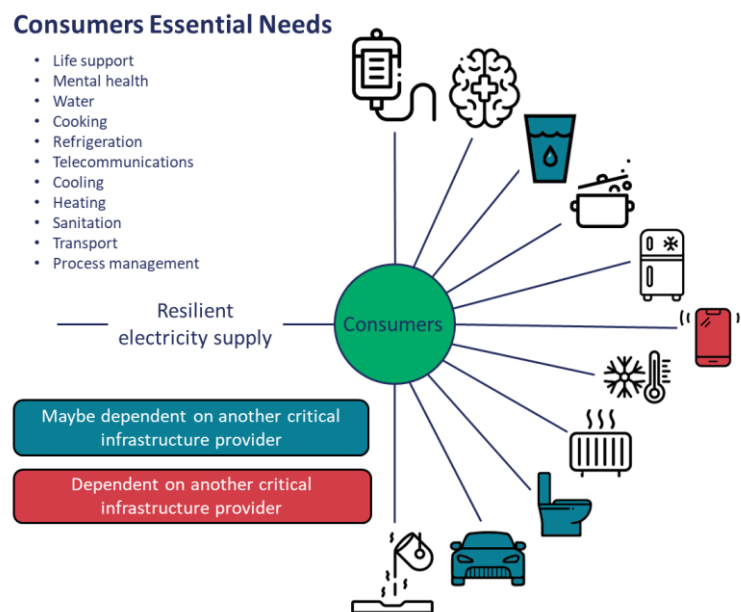 Consumers Essential Needs
• Life support
• Mental health
• Water
• Cooking
• Refrigeration
• Telecommunications
• Cooling
• Heating
• Sanitation
• Transport
• Process management
Resilient
electricity supply
Consumers
Maybe dependent on another critical
infrastructure provider
Dependent on another critical
infrastructure provider